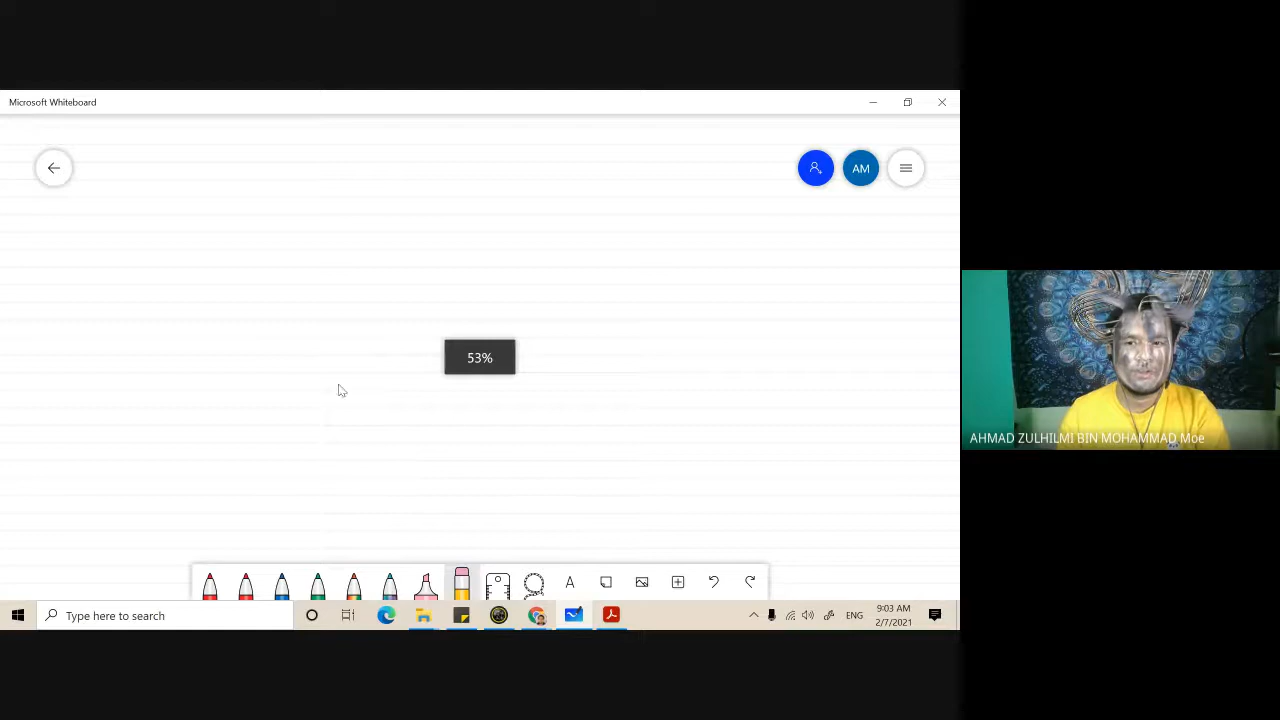 Microsoft Whiteboard
AM
53%
AHMAD ZULHILMI BIN MOHAMMAD Moe
A
Type here to search
ENG
9:03 AM
2/7/2021